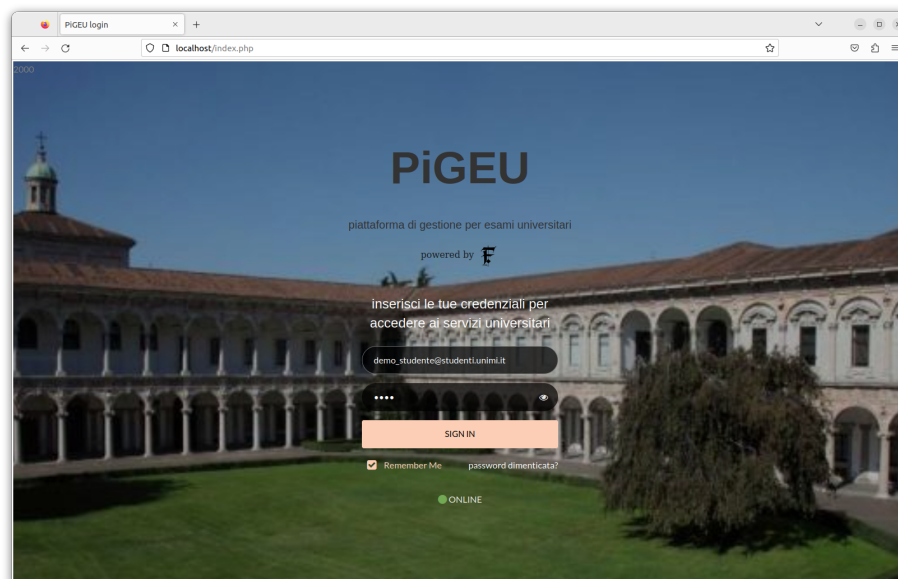 PiGEU login
localhost/index.php
2000
PiGEU
piattaforma di gestione per esami universitari
powered by F
inserisci le tue credenziali per
accedere ai servizi universitari
demo_studente@studenti.unimi.it
••••
SIGN IN
Remember Me password dimenticata?
ONLINE